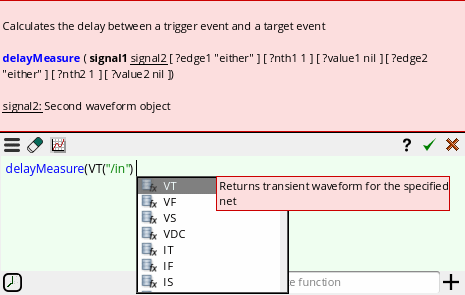 Calculates the delay between a trigger event and a target event
delayMeasure ( signal1 signal2 [ ?edge1 "either" ] [ ?nth1 1 ] [ ?value1 nil ] [ ?edge2
"either" ] [ ?nth2 1 ] [ ?value2 nil ])
signal2: Second waveform object
?
delayMeasure(VT("/in")
VT
Returns transient waveform for the specified
net
VF
VS
VDC
IT
IF
IS
function